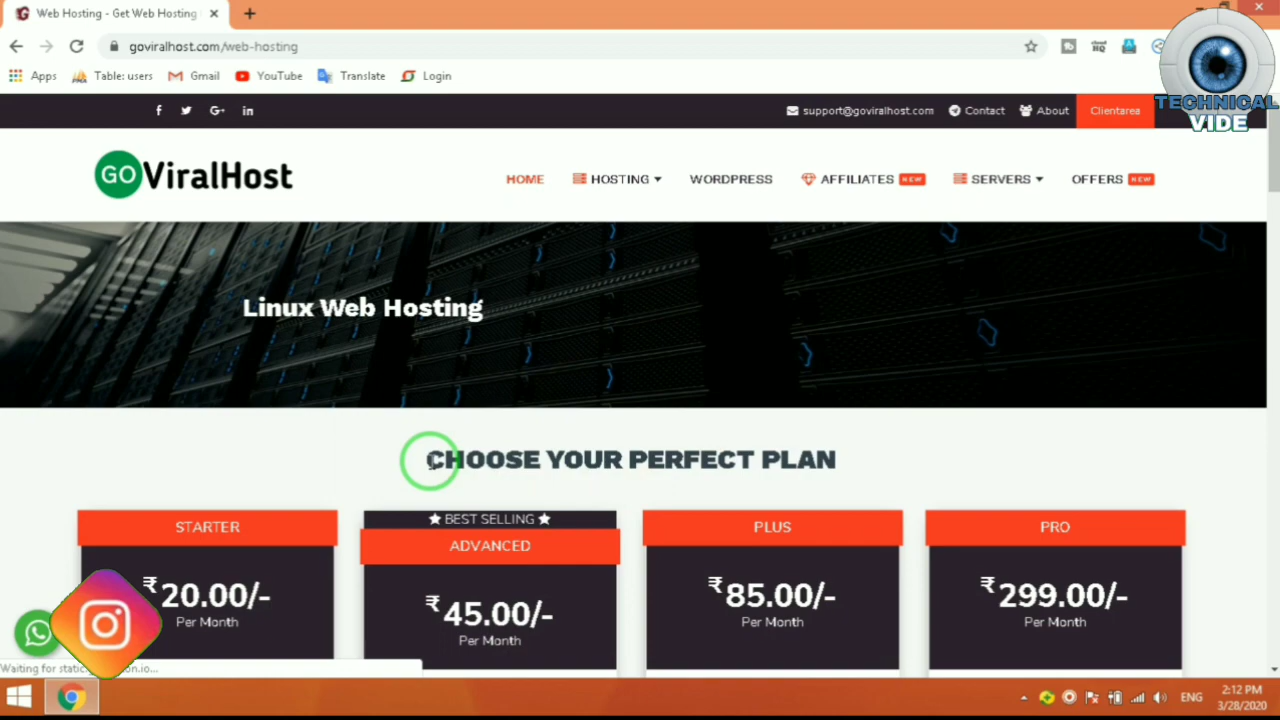 Web Hosting - Get Web Hosting
goviralhost.com/web-hosting
Apps
Table: users
Gmail
YouTube
Translate
Login
TECHNICAL
VIDE
support@goviralhost.com
Contact
About
Clientarea
GO ViralHost
HOME
HOSTING
WORDPRESS
AFFILIATES NEW
SERVERS
OFFERS NEW
Linux Web Hosting
CHOOSE YOUR PERFECT PLAN
STARTER
₹20.00/-
Per Month
★ BEST SELLING ★
ADVANCED
₹45.00/-
Per Month
PLUS
₹85.00/-
Per Month
PRO
₹299.00/-
Per Month
Waiting for
ENG
2:12 PM
3/28/2020